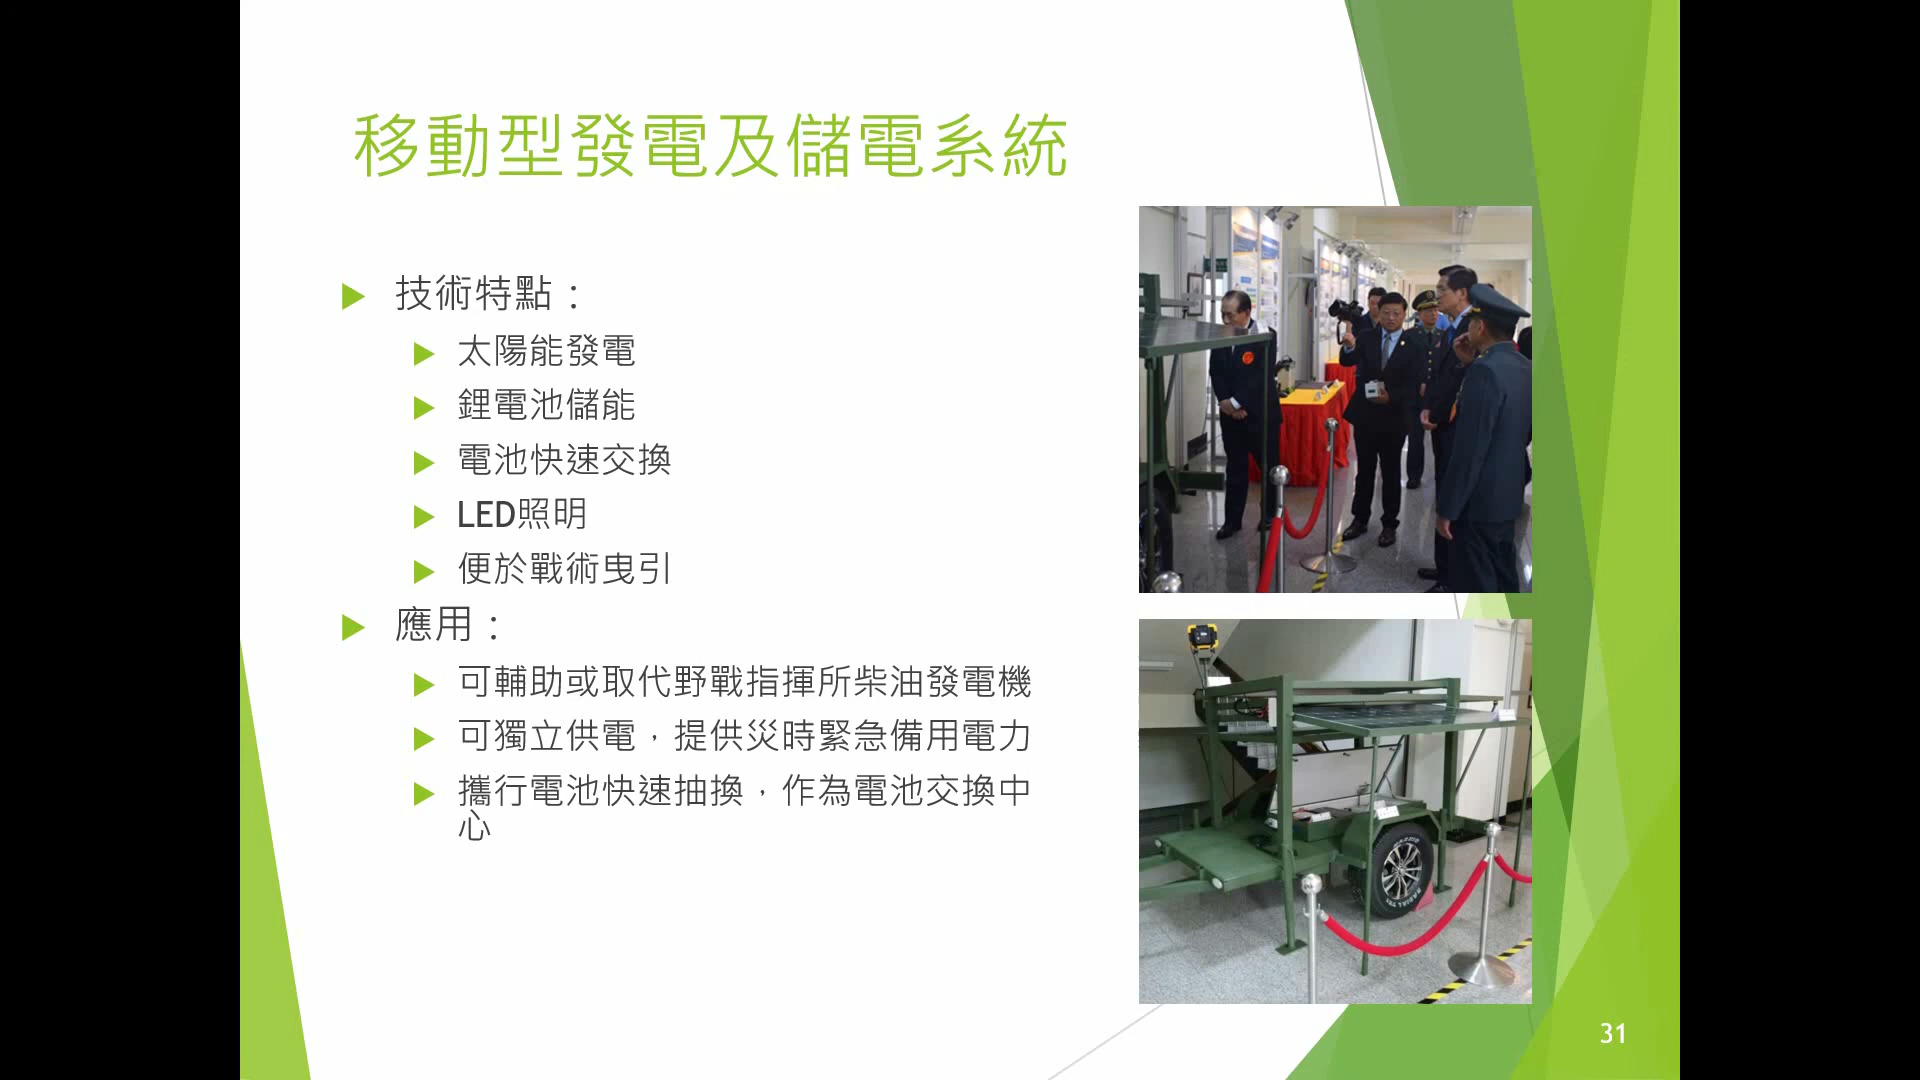 移動型發電及儲電系統
技術特點：
太陽能發電
鋰電池儲能
電池快速交換
LED照明
便於戰術曳引
應用：
可輔助或取代野戰指揮所柴油發電機
可獨立供電，提供災時緊急備用電力
攜行電池快速抽換，作為電池交換中
心
31